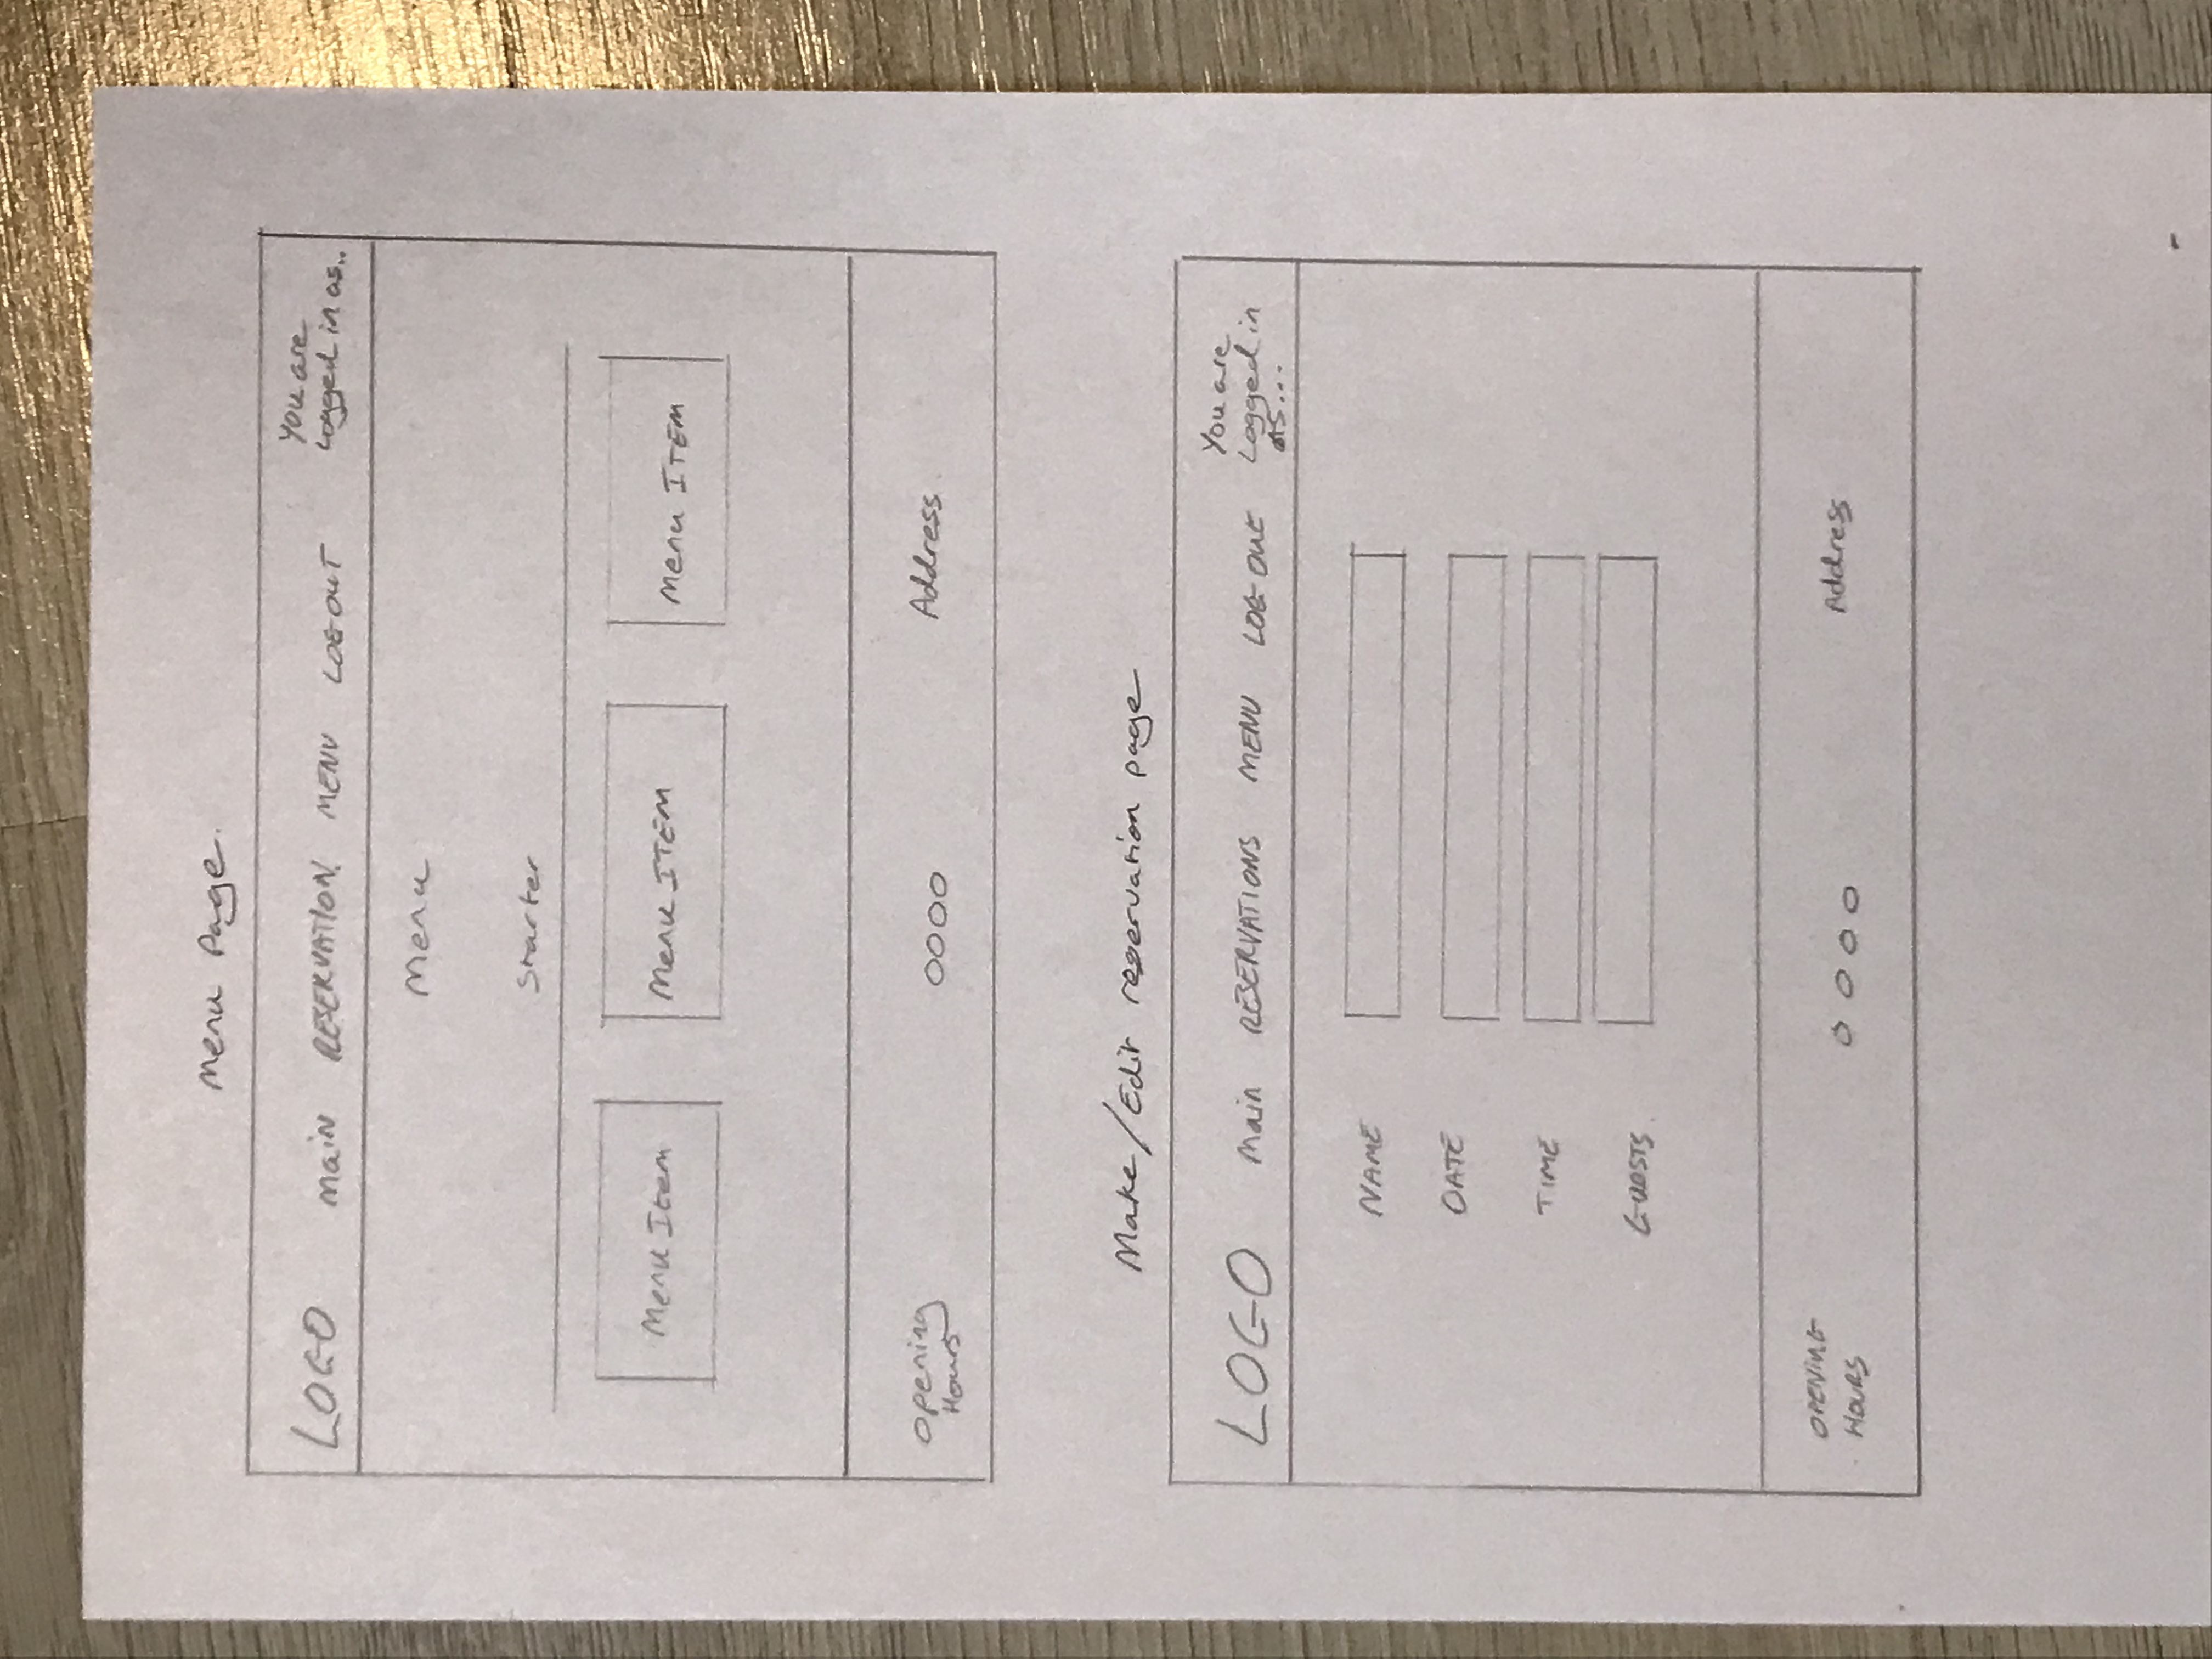 Menu Page.
LOGO main RESERVATION. MENU LOGOUT You are
Logged in as..
Menu
Starter
Menu Item Menu ITEM Menu ITEM
Opening
Hours
Address
Make/Edit reservation page
LOGO Main RESERVATIONS MENU LOG OUT You are
Logged in
AS...
NAME
DATE
TIME
GUESTS
OPENING
HOURS
Address